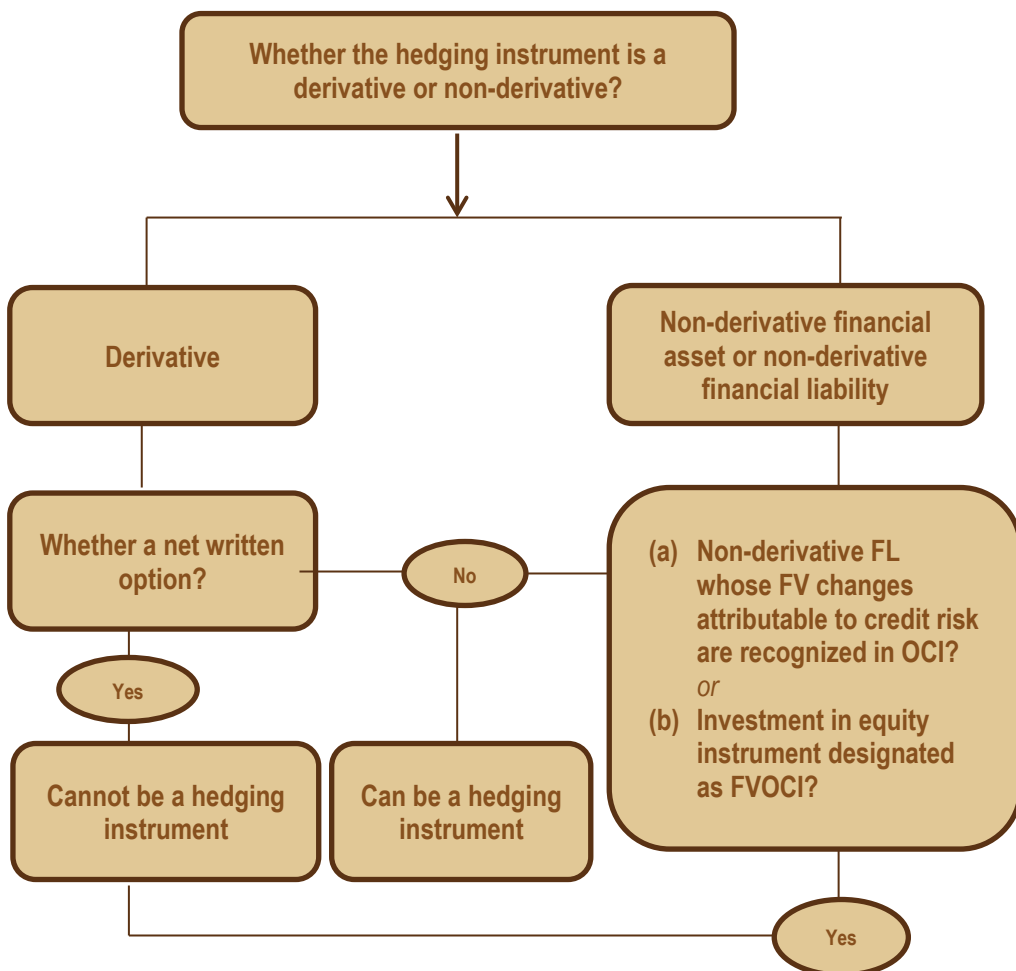 Whether the hedging instrument is a
derivative or non-derivative?
Derivative
Non-derivative financial
asset or non-derivative
financial liability
Whether a net written
option?
No
(a) Non-derivative FL
whose FV changes
attributable to credit risk
are recognized in OCI?
or
(b) Investment in equity
instrument designated
as FVOCI?
Yes
Cannot be a hedging
instrument
Can be a hedging
instrument
Yes